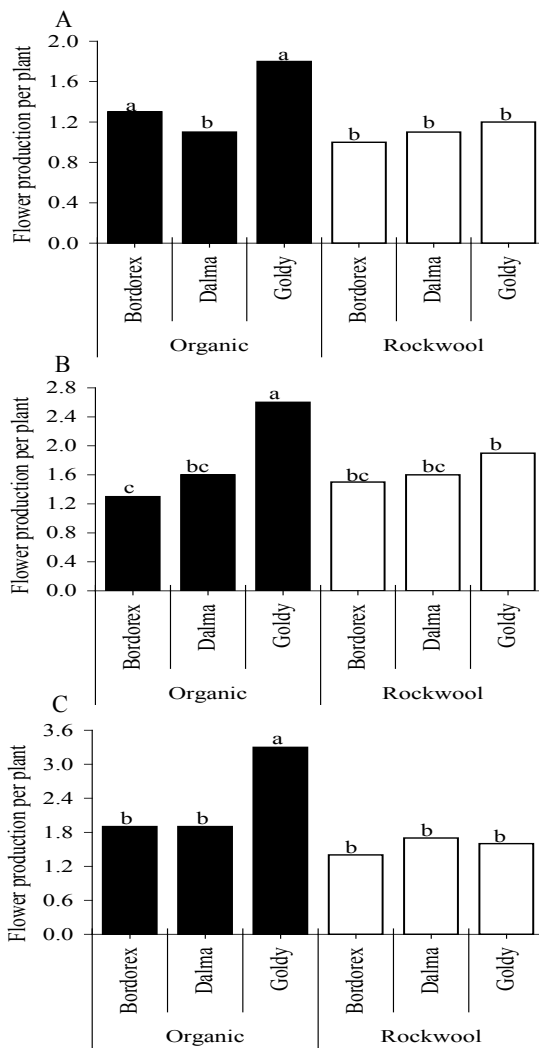 A
Flower production per plant
2.0
1.6
1.2
0.8
0.4
0.0
a
b
a
b
b
b
Bordorex
Dalma
Goldy
Bordorex
Dalma
Goldy
Organic
Rockwool
B
Flower production per plant
2.8
2.4
2.0
1.6
1.2
0.8
0.4
0.0
c
bc
a
bc
bc
b
Bordorex
Dalma
Goldy
Bordorex
Dalma
Goldy
Organic
Rockwool
C
Flower production per plant
3.6
3.0
2.4
1.8
1.2
0.6
0.0
b
b
a
b
b
b
Bordorex
Dalma
Goldy
Bordorex
Dalma
Goldy
Organic
Rockwool